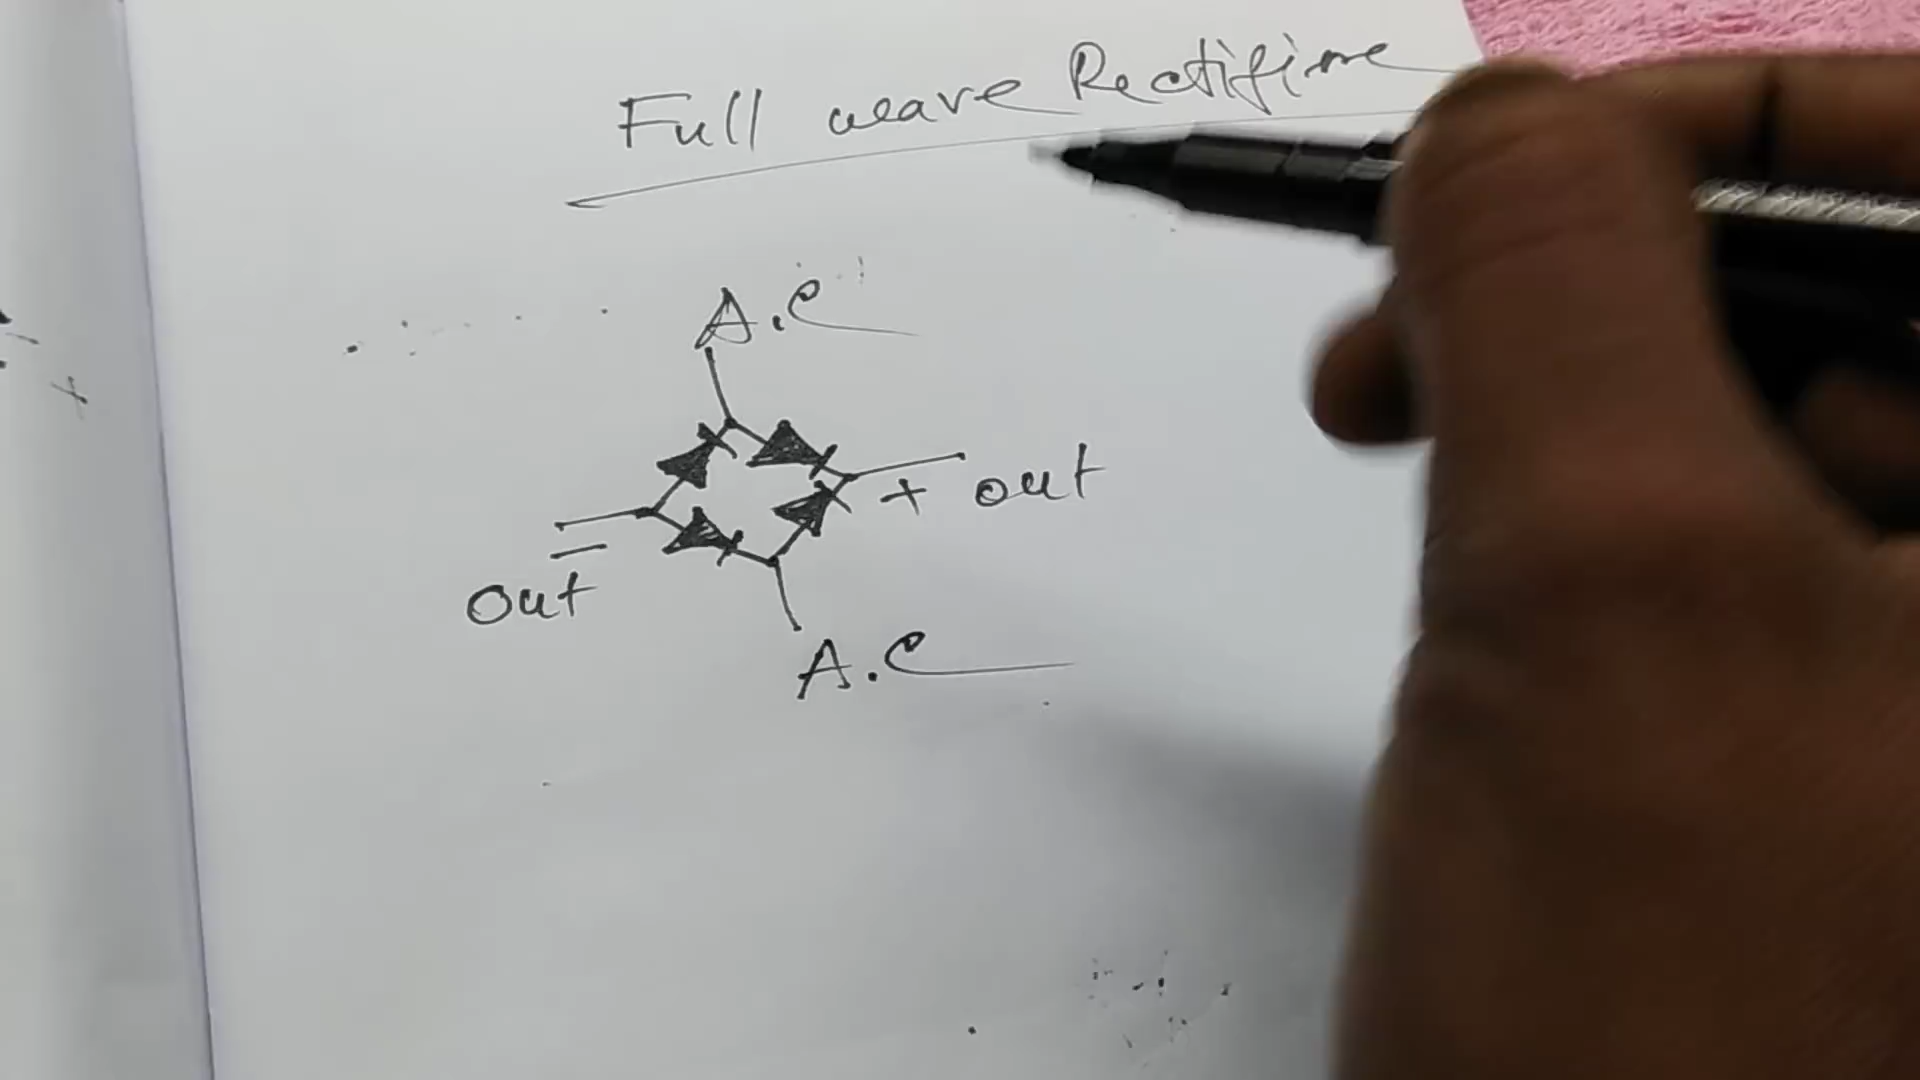 Full wave Rectifire
A.C
+ out
-
out
A.C